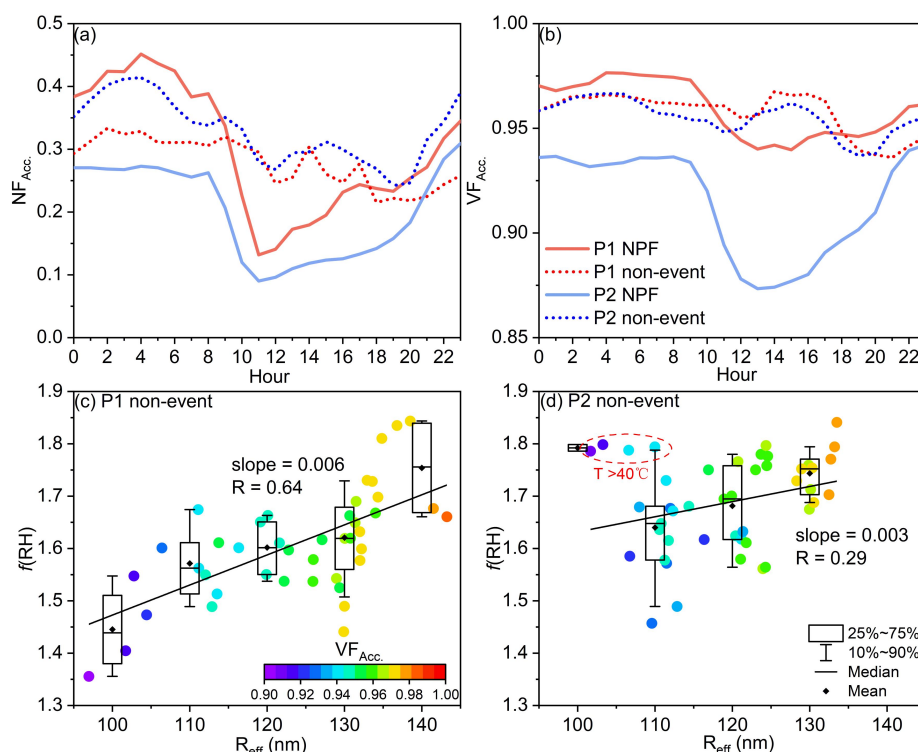 (a)
NF_Acc.
0.5
0.4
0.3
0.2
0.1
0.0
0 2 4 6 8 10 12 14 16 18 20 22
Hour
(b)
VF_Acc.
1.00
0.95
0.90
0.85
P1 NPF
P1 non-event
P2 NPF
P2 non-event
0 2 4 6 8 10 12 14 16 18 20 22
Hour
(c) P1 non-event
f(RH)
1.9
1.8
1.7
1.6
1.5
1.4
1.3
slope = 0.006
R = 0.64
VF_Acc.
0.90 0.92 0.94 0.96 0.98 1.00
100 110 120 130 140
R_eff (nm)
(d) P2 non-event
f(RH)
1.9
1.8
1.7
1.6
1.5
1.4
1.3
T >40℃
slope = 0.003
R = 0.29
25%~75%
10%~90%
Median
Mean
100 110 120 130 140
R_eff (nm)